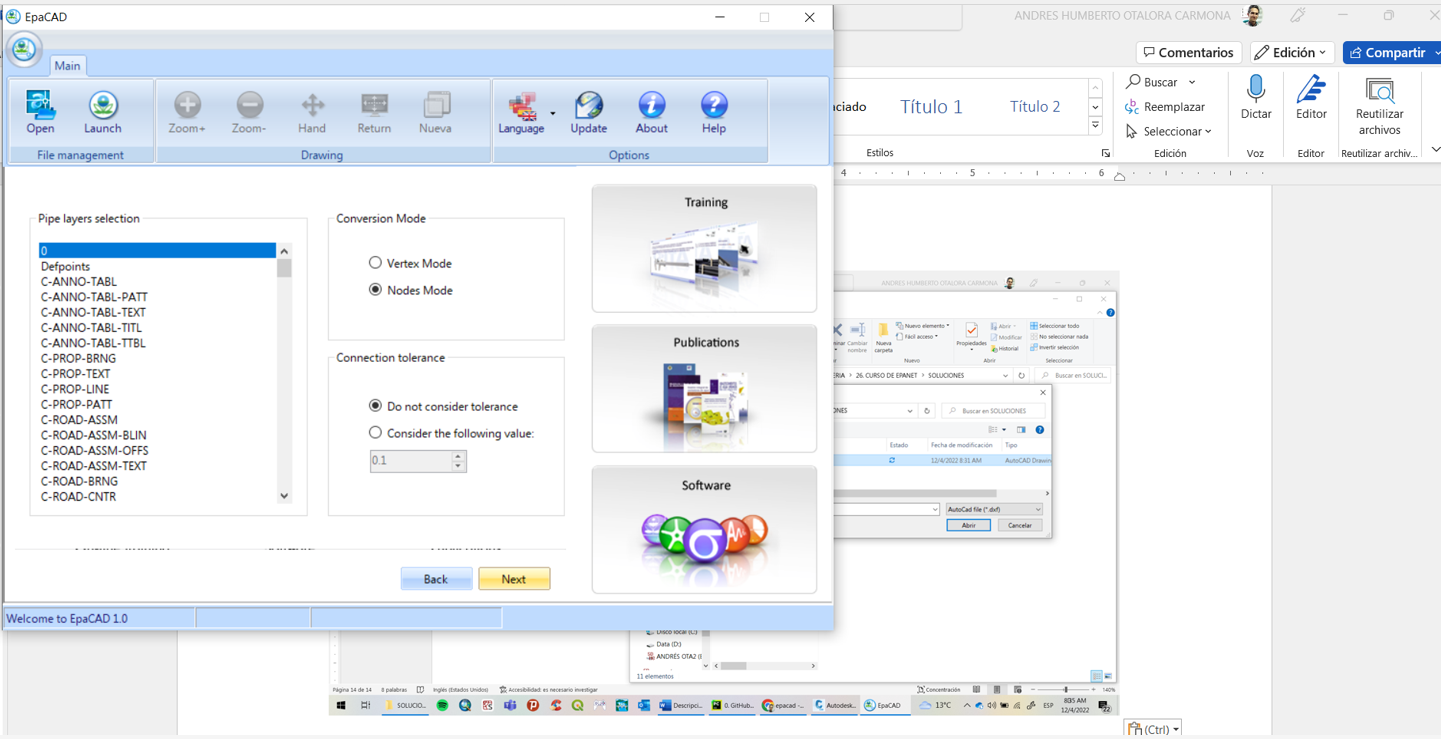 EpaCAD
ANDRES HUMBERTO OTALORA CARMONA
Main
Comentarios
Edición
Compartir
Open
Launch
Zoom+
Zoom-
Hand
Return
Nueva
Language
Update
About
Help
File management
Drawing
Options
nciado
Título 1
Título 2
Estilos
Buscar
Reemplazar
Seleccionar
Edición
Dictar
Voz
Editor
Editor
Reutilizar
archivos
Reutilizar archiv...
4
5
6
Pipe layers selection
0
Defpoints
C-ANNO-TABL
C-ANNO-TABL-PATT
C-ANNO-TABL-TEXT
C-ANNO-TABL-TITL
C-ANNO-TABL-TTBL
C-PROP-BRNG
C-PROP-TEXT
C-PROP-LINE
C-PROP-PATT
C-ROAD-ASSM
C-ROAD-ASSM-BLIN
C-ROAD-ASSM-OFFS
C-ROAD-ASSM-TEXT
C-ROAD-BRNG
C-ROAD-CNTR
Conversion Mode
Vertex Mode
Nodes Mode
Connection tolerance
Do not consider tolerance
Consider the following value:
0.1
Training
Publications
Software
Back
Next
Welcome to EpaCAD 1.0
ANDRES HUMBERTO OTALORA CARMONA
inar
Cambiar
nombre
Nueva
carpeta
Nuevo elemento
Fácil acceso
Nuevo
Propiedades
Abrir
Modificar
Historial
Abrir
Seleccionar todo
No seleccionar nada
Invertir selección
Seleccionar
ERIA > 26. CURSO DE EPANET > SOLUCIONES
Buscar en SOLUCI...
ONES
Buscar en SOLUCIONES
Estado
Fecha de modificación
Tipo
12/4/2022 8:31 AM
AutoCAD Drawin
AutoCad file (*.dxf)
Abrir
Cancelar
Disco local (C:)
Data (D:)
ANDRÉS OTA2 (I
11 elementos
Página 14 de 14
8 palabras
Inglés (Estados Unidos)
Accesibilidad: es necesario investigar
Concentración
140%
SOLUCIO...
Descripci...
0. GitHub...
epacad -...
Autodesk...
EpaCAD
13°C
ESP
8:35 AM
12/4/2022
22
(Ctrl)